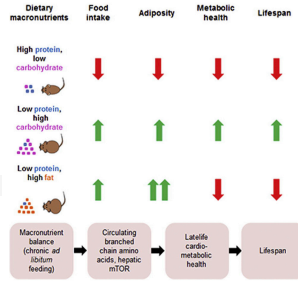 Dietary
macronutrients
Food
intake
Adiposity
Metabolic
health
Lifespan
High protein,
low
carbohydrate
Low protein,
high
carbohydrate
Low protein,
high fat
Macronutrient
balance
(chronic ad
libitum
feeding)
Circulating
branched
chain amino
acids, hepatic
mTOR
Latelife
cardio-
metabolic
health
Lifespan